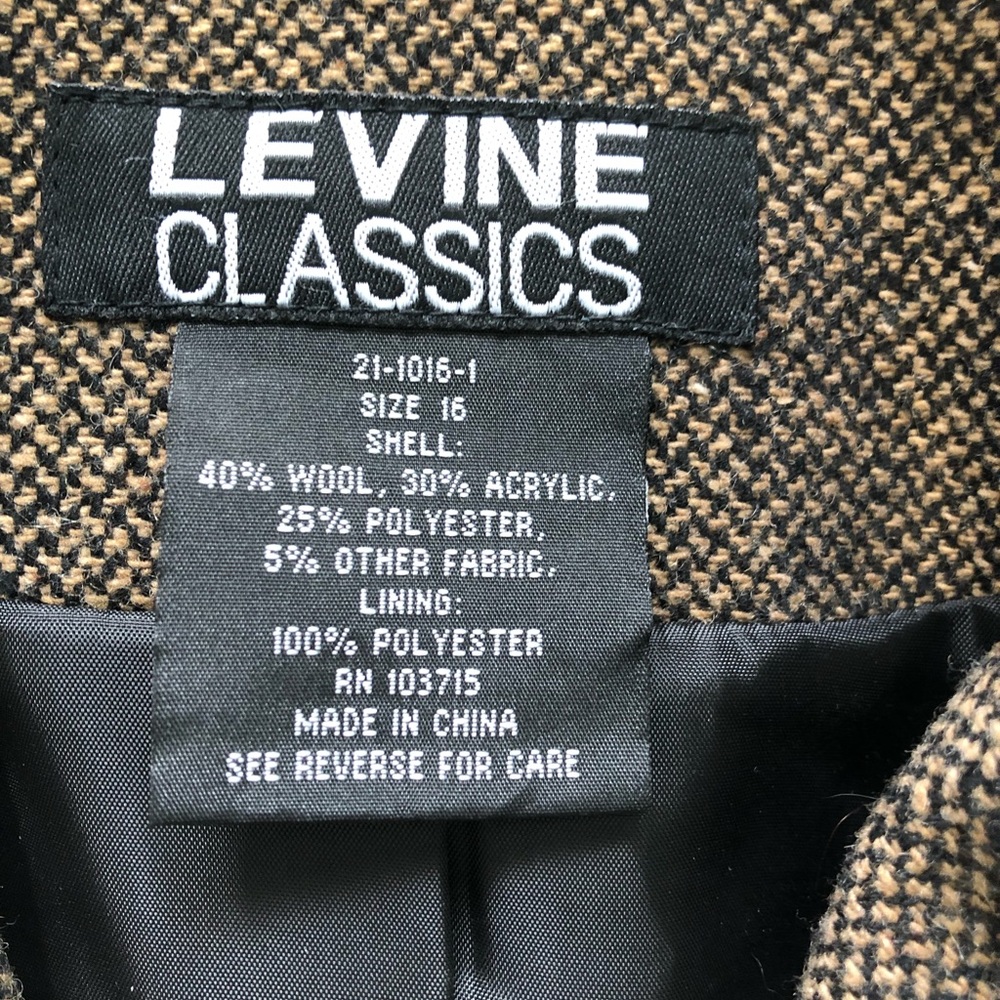 LEVINE
CLASSICS
21-1016-1
SIZE 16
SHELL:
40% WOOL, 30% ACRYLIC,
25% POLYESTER,
5% OTHER FABRIC.
LINING:
100% POLYESTER
RN 103715
MADE IN CHINA
SEE REVERSE FOR CARE